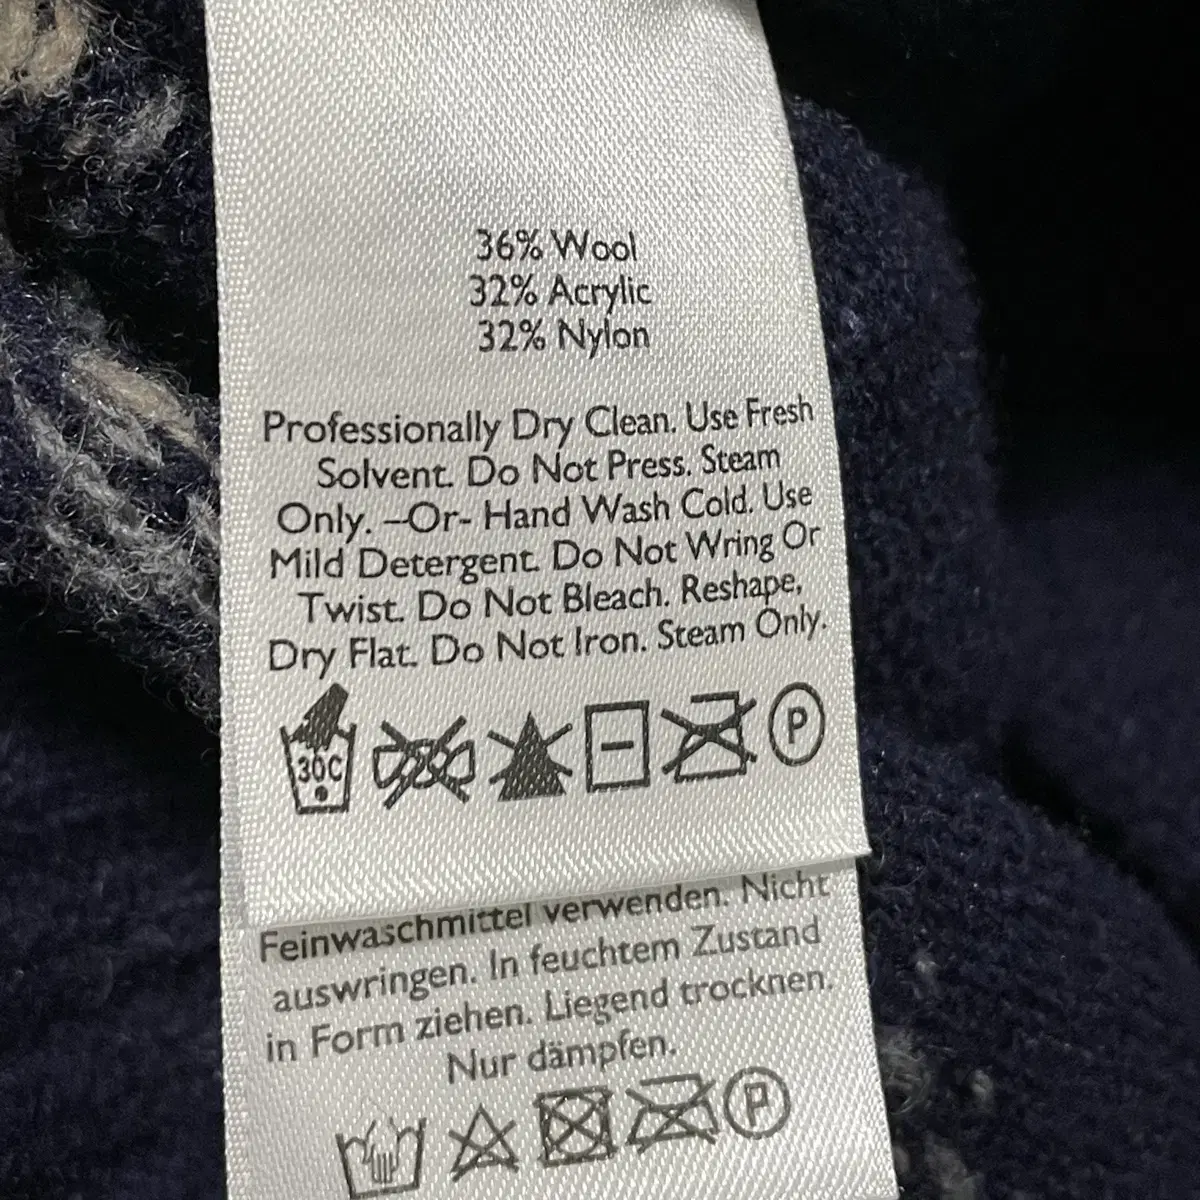 36% Wool
32% Acrylic
32% Nylon
Professionally Dry Clean. Use Fresh
Solvent. Do Not Press. Steam
Only. –Or- Hand Wash Cold. Use
Mild Detergent. Do Not Wring Or
Twist. Do Not Bleach. Reshape,
Dry Flat. Do Not Iron. Steam Only.
30C
P
Feinwaschmittel verwenden. Nicht
auswringen. In feuchtem Zustand
in Form ziehen. Liegend trocknen.
Nur dämpfen.
P